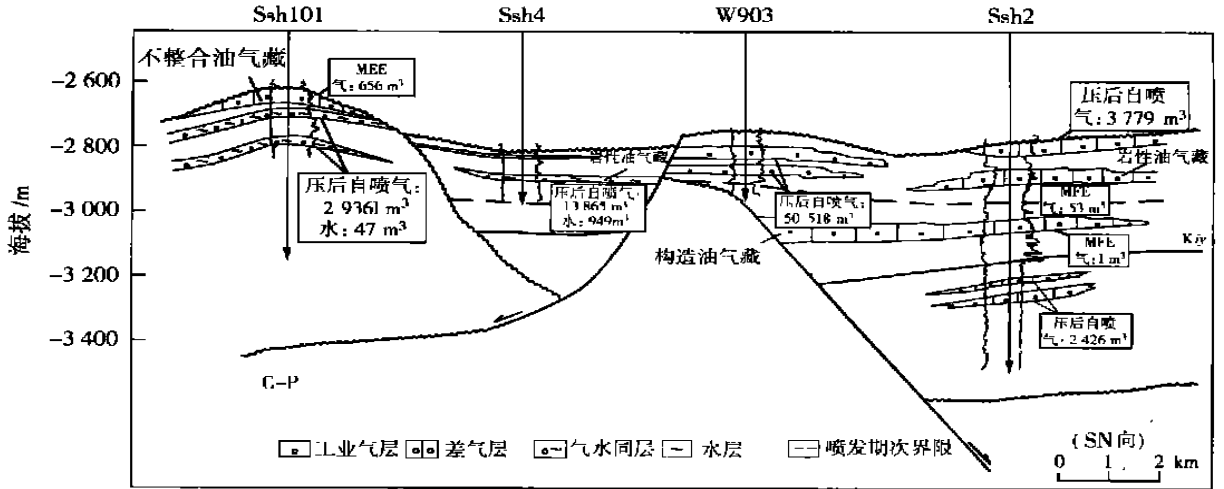 Ssh101
Ssh4
W903
Ssh2
不整合油气藏
MEE
气:656 m³
-2 600
-2 800
-3 000
-3 200
-3 400
海拔/m
压后自喷气:
2 9361 m³
水:47 m³
岩性油气藏
压后自喷气:
13 865 m³
水:949m³
压后自喷气:
50 518 m³
构造油气藏
压后自喷
气:3 779 m³
岩性油气藏
MFE
气:53 m³
MFE
气:1 m³
压后自喷
气:2 426 m³
C-P
工业气层
差气层
气水同层
水层
喷发期次界限
(SN向)
0 1 2 km